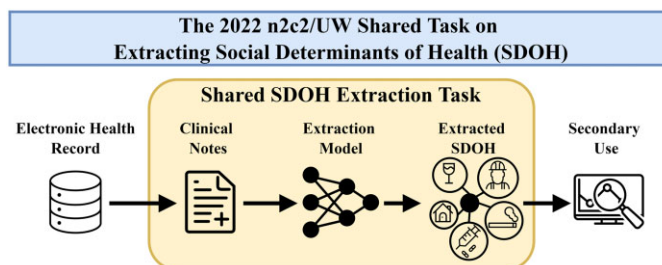 The 2022 n2c2/UW Shared Task on
Extracting Social Determinants of Health (SDOH)
Shared SDOH Extraction Task
Electronic Health
Record
Clinical
Notes
Extraction
Model
Extracted
SDOH
Secondary
Use